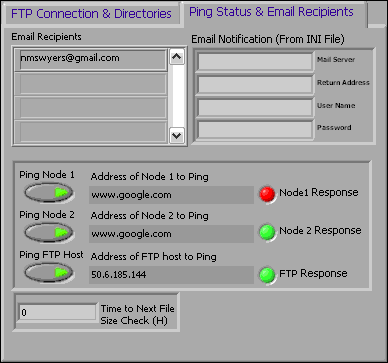 FTP Connection & Directories
Ping Status & Email Recipients
Email Recipients
Email Notification (From INI File)
nmswyers@gmail.com
Mail Server
Return Address
User Name
Password
Ping Node 1
Address of Node 1 to Ping
www.google.com
Node1 Response
Ping Node 2
Address of Node 2 to Ping
www.google.com
Node 2 Response
Ping FTP Host
Address of FTP host to Ping
50.6.185.144
FTP Response
0
Time to Next File
Size Check (H)